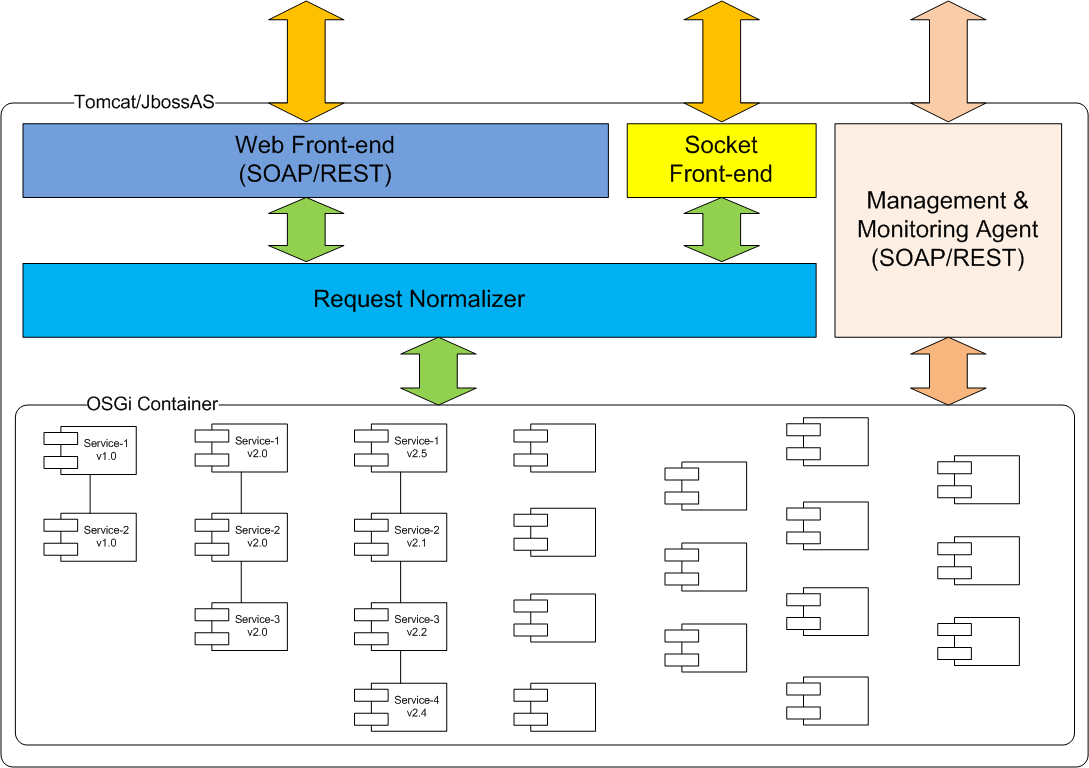 Tomcat/JbossAS
Web Front-end
(SOAP/REST)
Socket
Front-end
Management &
Monitoring Agent
(SOAP/REST)
Request Normalizer
OSGi Container
Service-1
v1.0
Service-1
v2.0
Service-1
v2.5
Service-2
v1.0
Service-2
v2.0
Service-2
v2.1
Service-3
v2.0
Service-3
v2.2
Service-4
v2.4